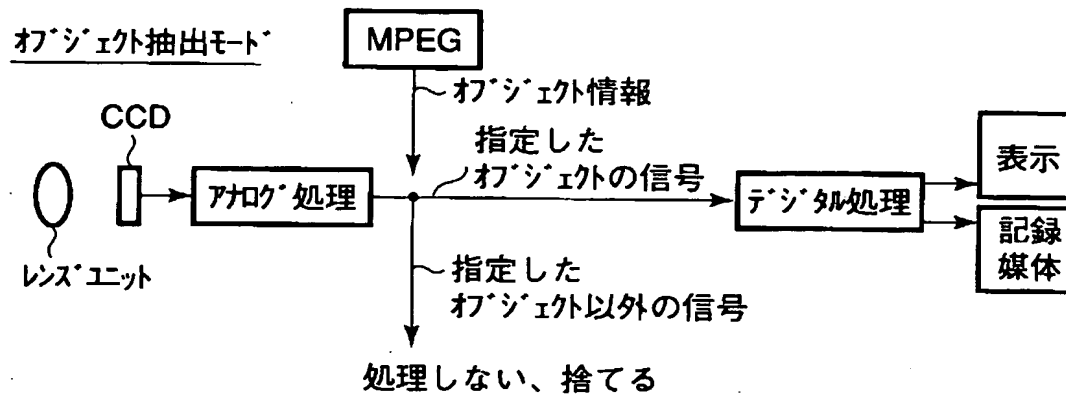 オブジェクト抽出モード
MPEG
オブジェクト情報
CCD
指定した
オブジェクトの信号
アナログ処理
デジタル処理
表示
記録
媒体
レンズユニット
指定した
オブジェクト以外の信号
処理しない、捨てる